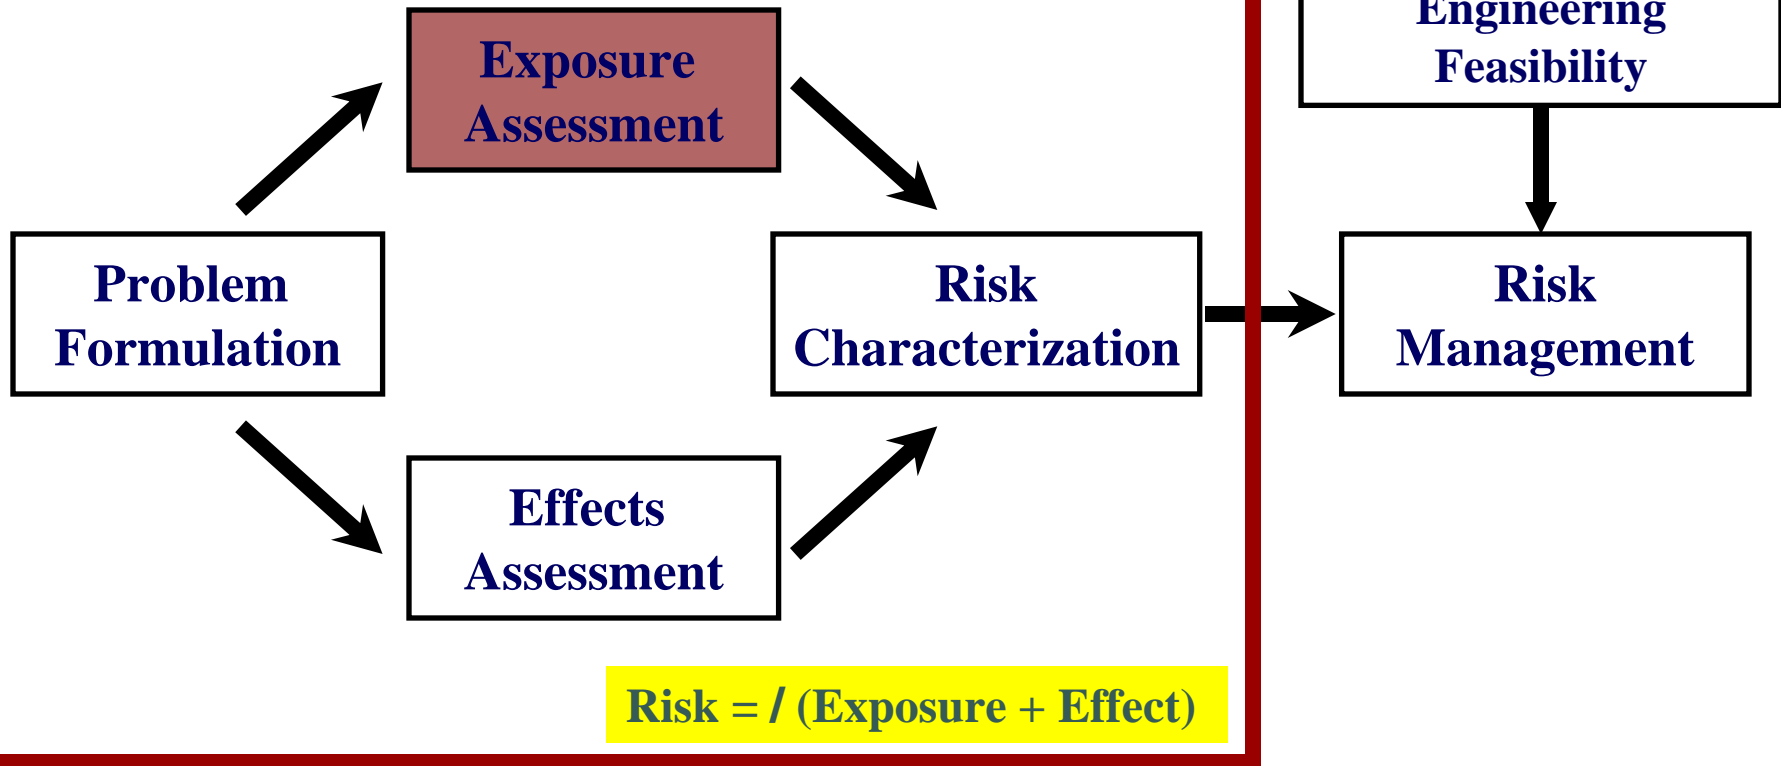 Exposure
Assessment
Engineering
Feasibility
Problem
Formulation
Risk
Characterization
Risk
Management
Effects
Assessment
Risk = / (Exposure + Effect)